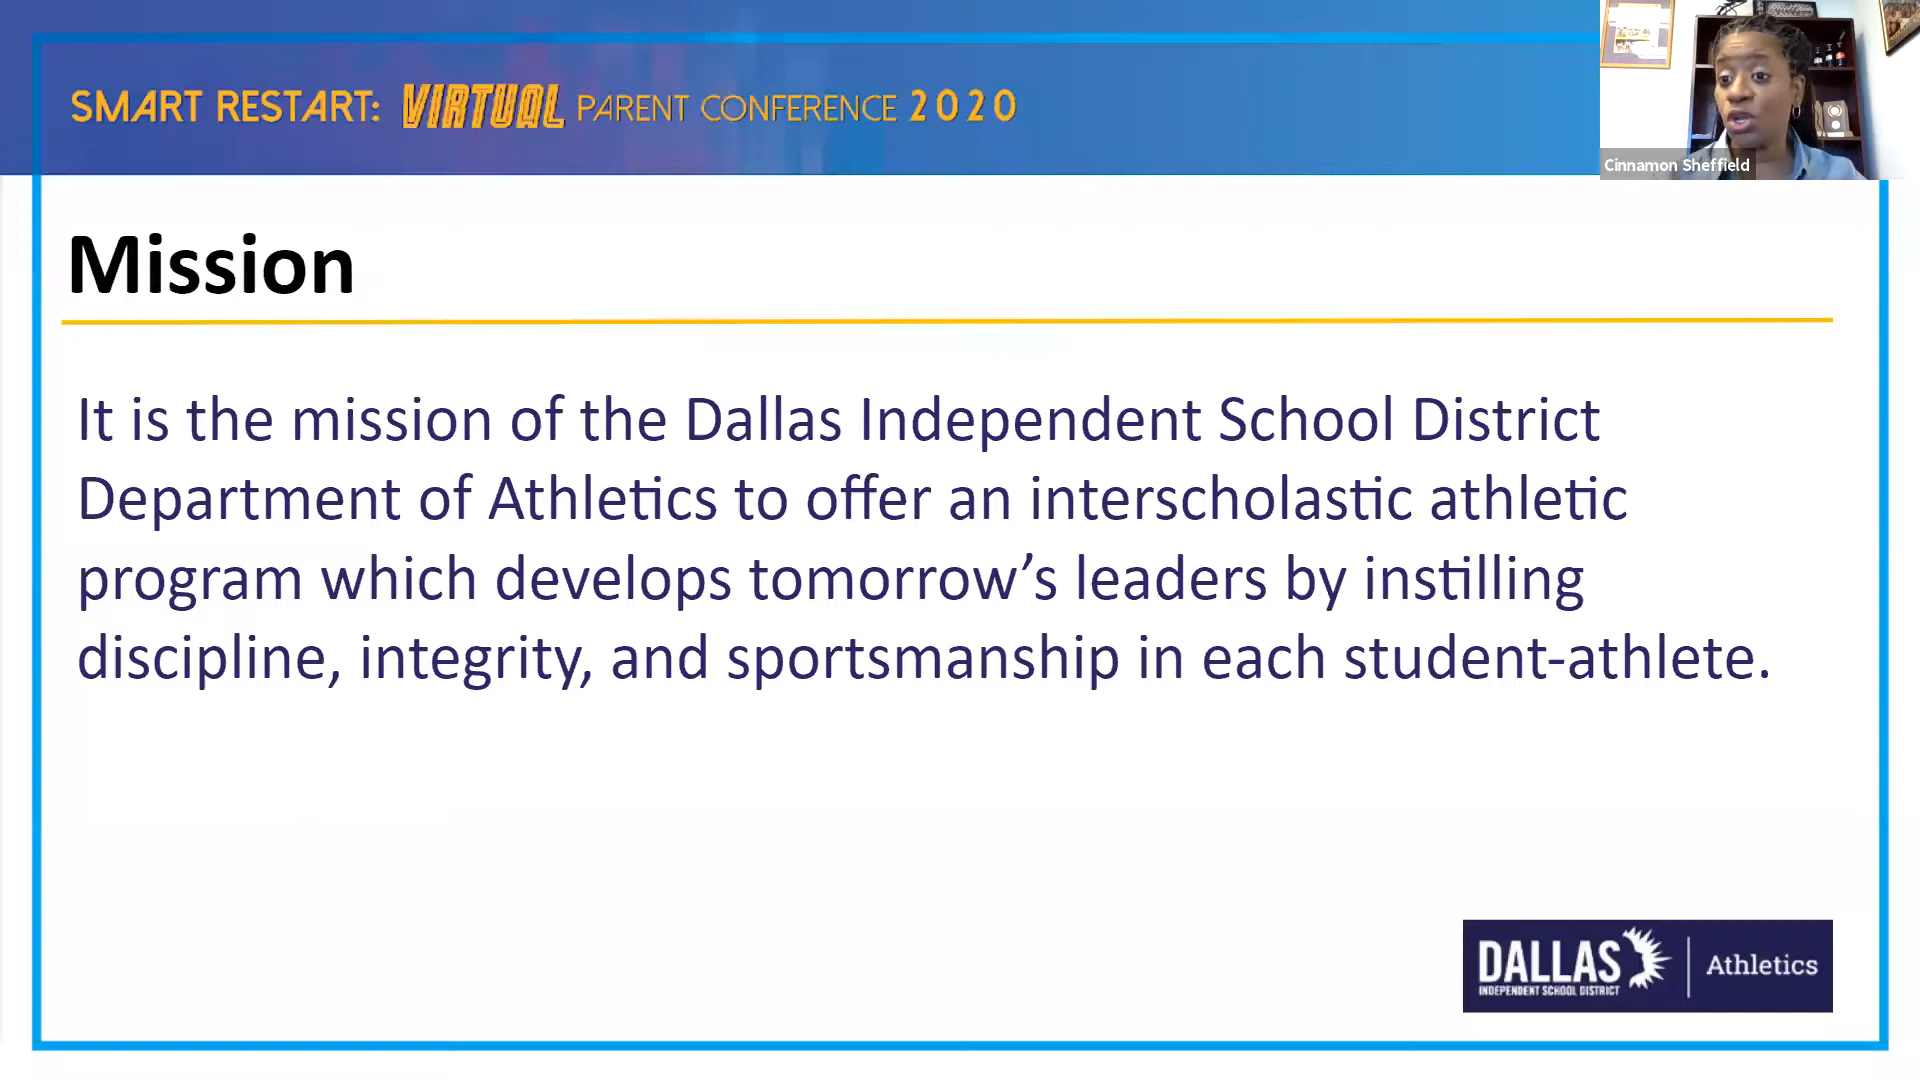 SMART RESTART: VIRTUAL PARENT CONFERENCE 2020
Cinnamon Sheffield
Mission
It is the mission of the Dallas Independent School District
Department of Athletics to offer an interscholastic athletic
program which develops tomorrow’s leaders by instilling
discipline, integrity, and sportsmanship in each student-athlete.
DALLAS
INDEPENDENT SCHOOL DISTRICT
Athletics